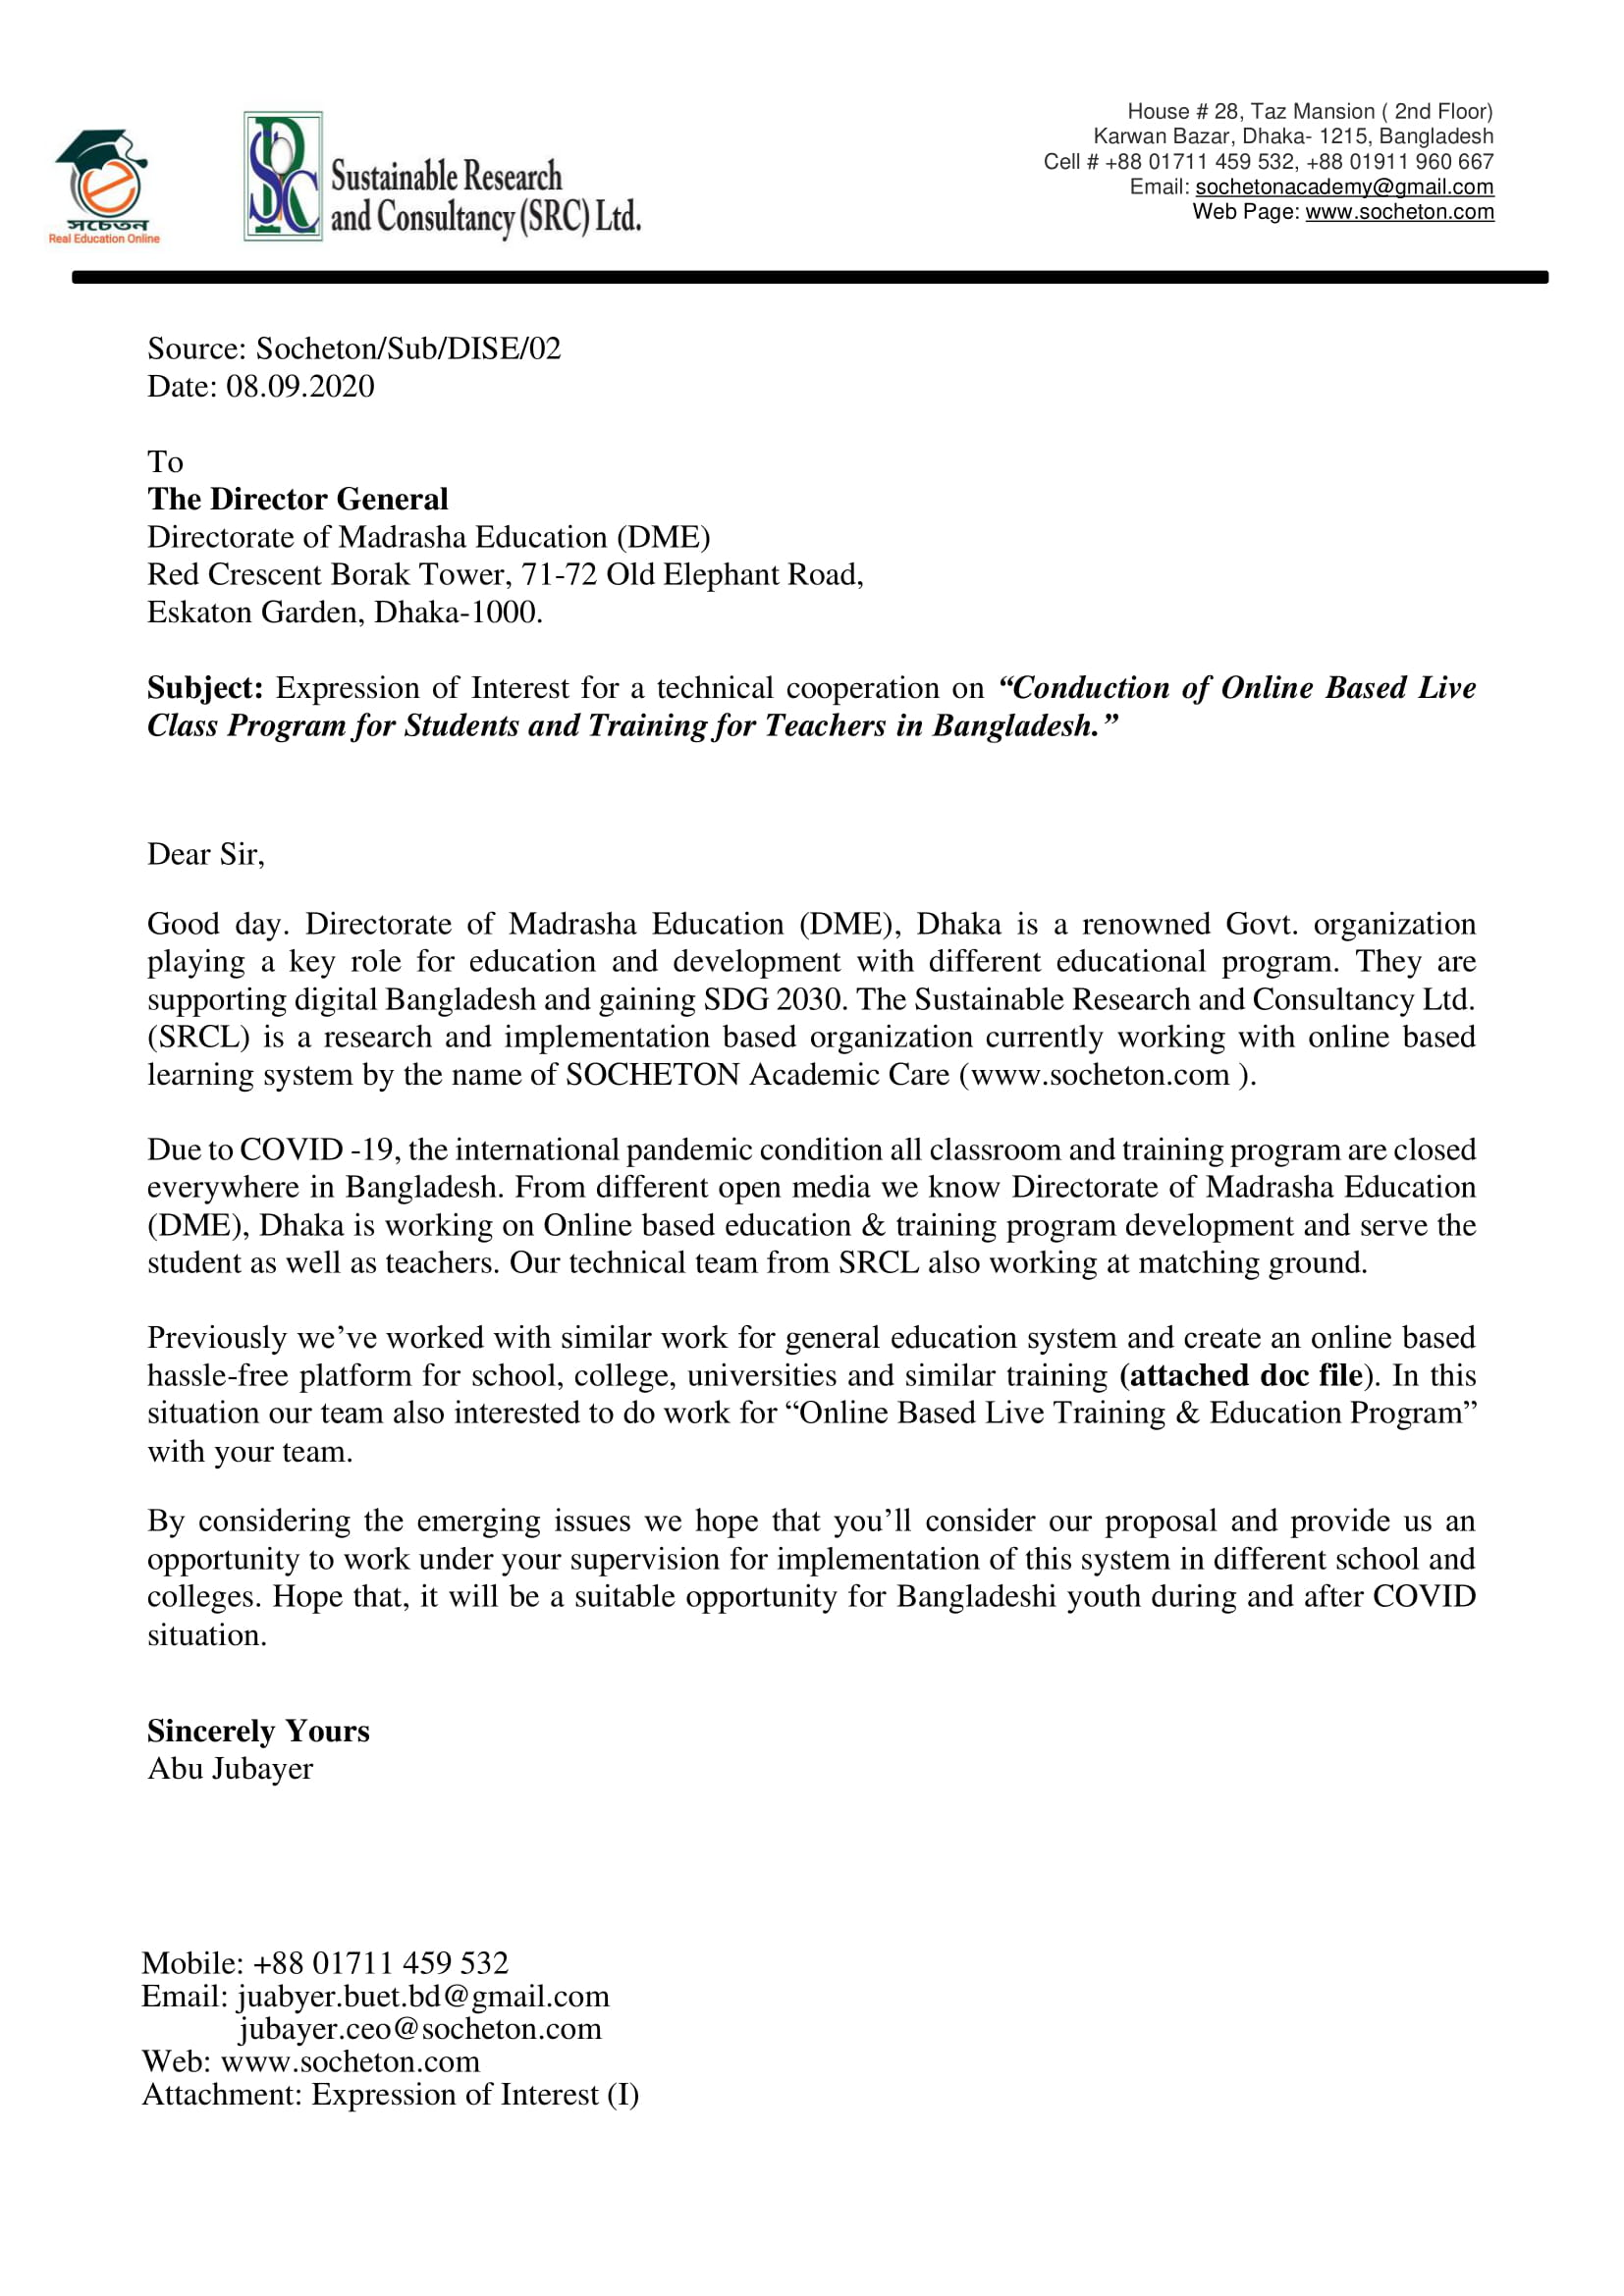 সচেতন
Real Education Online
Sustainable Research
and Consultancy (SRC) Ltd.
House # 28, Taz Mansion ( 2nd Floor)
Karwan Bazar, Dhaka- 1215, Bangladesh
Cell # +88 01711 459 532, +88 01911 960 667
Email: sochetonacademy@gmail.com
Web Page: www.socheton.com
Source: Socheton/Sub/DISE/02
Date: 08.09.2020
To
The Director General
Directorate of Madrasha Education (DME)
Red Crescent Borak Tower, 71-72 Old Elephant Road,
Eskaton Garden, Dhaka-1000.
Subject: Expression of Interest for a technical cooperation on “Conduction of Online Based Live
Class Program for Students and Training for Teachers in Bangladesh.”
Dear Sir,
Good day. Directorate of Madrasha Education (DME), Dhaka is a renowned Govt. organization
playing a key role for education and development with different educational program. They are
supporting digital Bangladesh and gaining SDG 2030. The Sustainable Research and Consultancy Ltd.
(SRCL) is a research and implementation based organization currently working with online based
learning system by the name of SOCHETON Academic Care (www.socheton.com ).
Due to COVID -19, the international pandemic condition all classroom and training program are closed
everywhere in Bangladesh. From different open media we know Directorate of Madrasha Education
(DME), Dhaka is working on Online based education & training program development and serve the
student as well as teachers. Our technical team from SRCL also working at matching ground.
Previously we’ve worked with similar work for general education system and create an online based
hassle-free platform for school, college, universities and similar training (attached doc file). In this
situation our team also interested to do work for “Online Based Live Training & Education Program”
with your team.
By considering the emerging issues we hope that you’ll consider our proposal and provide us an
opportunity to work under your supervision for implementation of this system in different school and
colleges. Hope that, it will be a suitable opportunity for Bangladeshi youth during and after COVID
situation.
Sincerely Yours
Abu Jubayer
Mobile: +88 01711 459 532
Email: juabyer.buet.bd@gmail.com
jubayer.ceo@socheton.com
Web: www.socheton.com
Attachment: Expression of Interest (I)